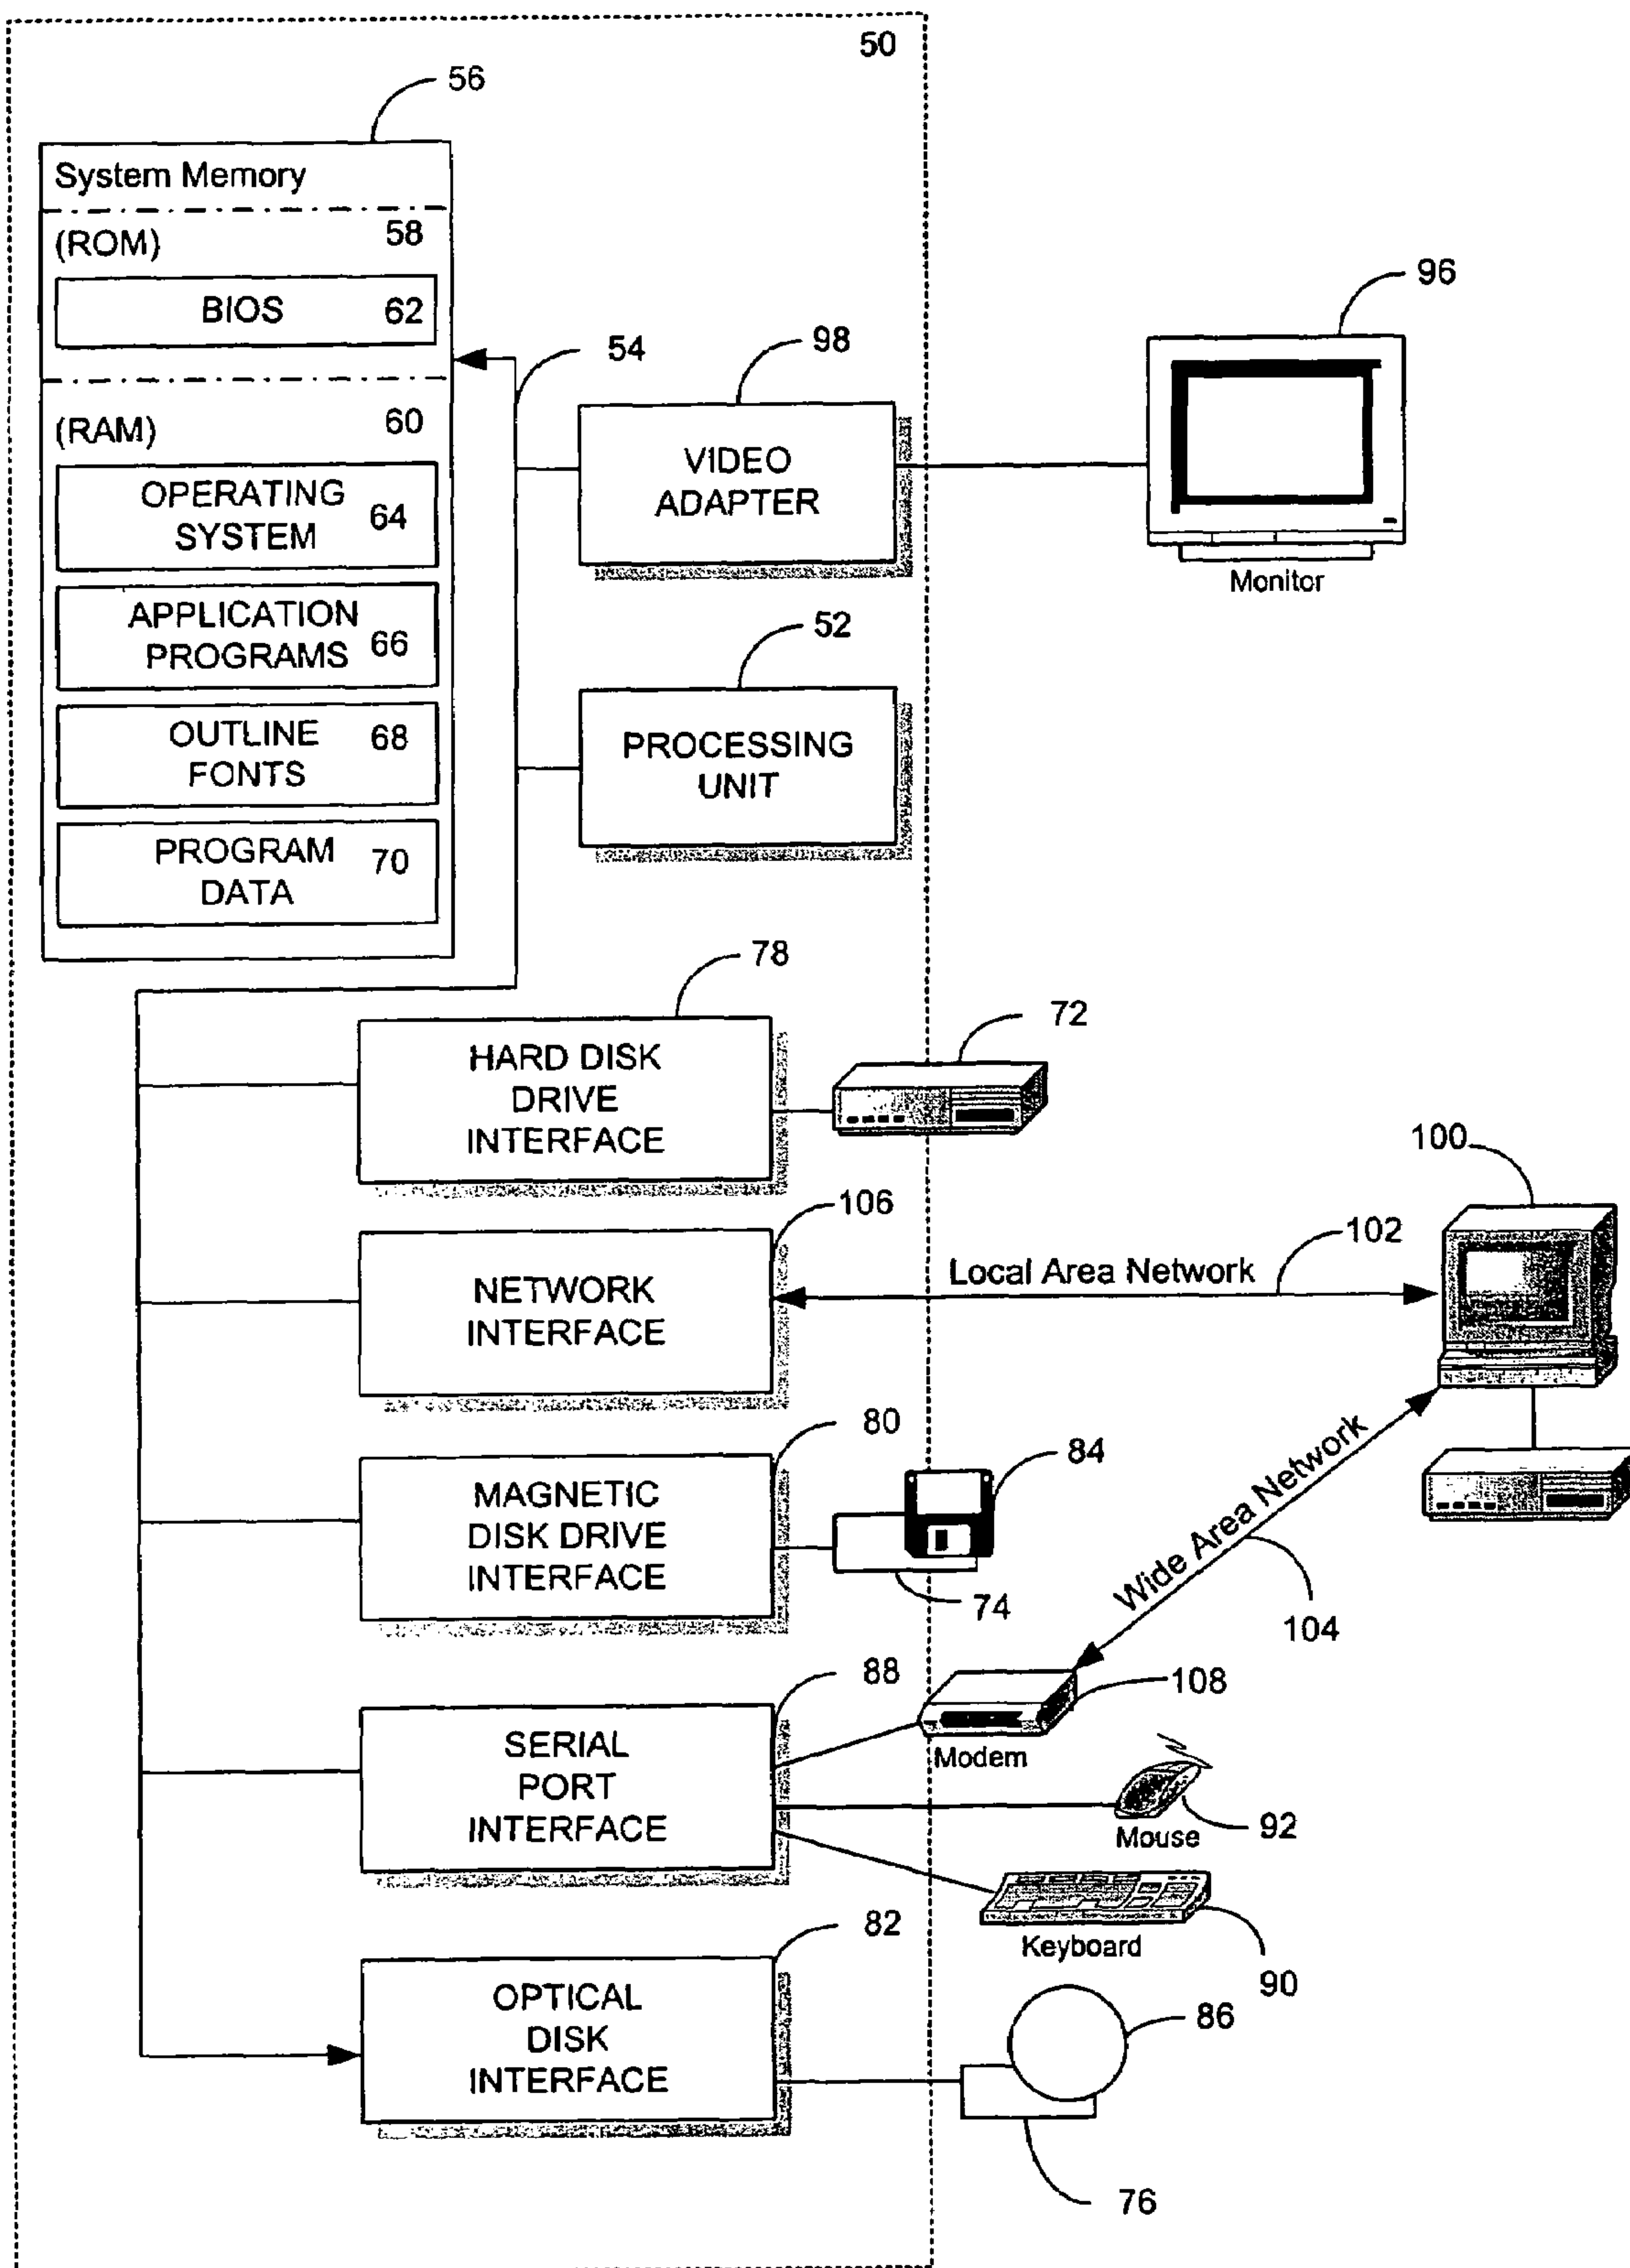 50
56
System Memory
(ROM) 58
BIOS 62
(RAM) 60
OPERATING
SYSTEM 64
APPLICATION
PROGRAMS 66
OUTLINE
FONTS 68
PROGRAM
DATA 70
54
98
VIDEO
ADAPTER
96
Monitor
52
PROCESSING
UNIT
78
HARD DISK
DRIVE
INTERFACE
72
106
NETWORK
INTERFACE
Local Area Network
102
100
80
MAGNETIC
DISK DRIVE
INTERFACE
84
74
Wide Area Network
104
88
SERIAL
PORT
INTERFACE
108
Modem
92
Mouse
Keyboard
90
82
OPTICAL
DISK
INTERFACE
86
76